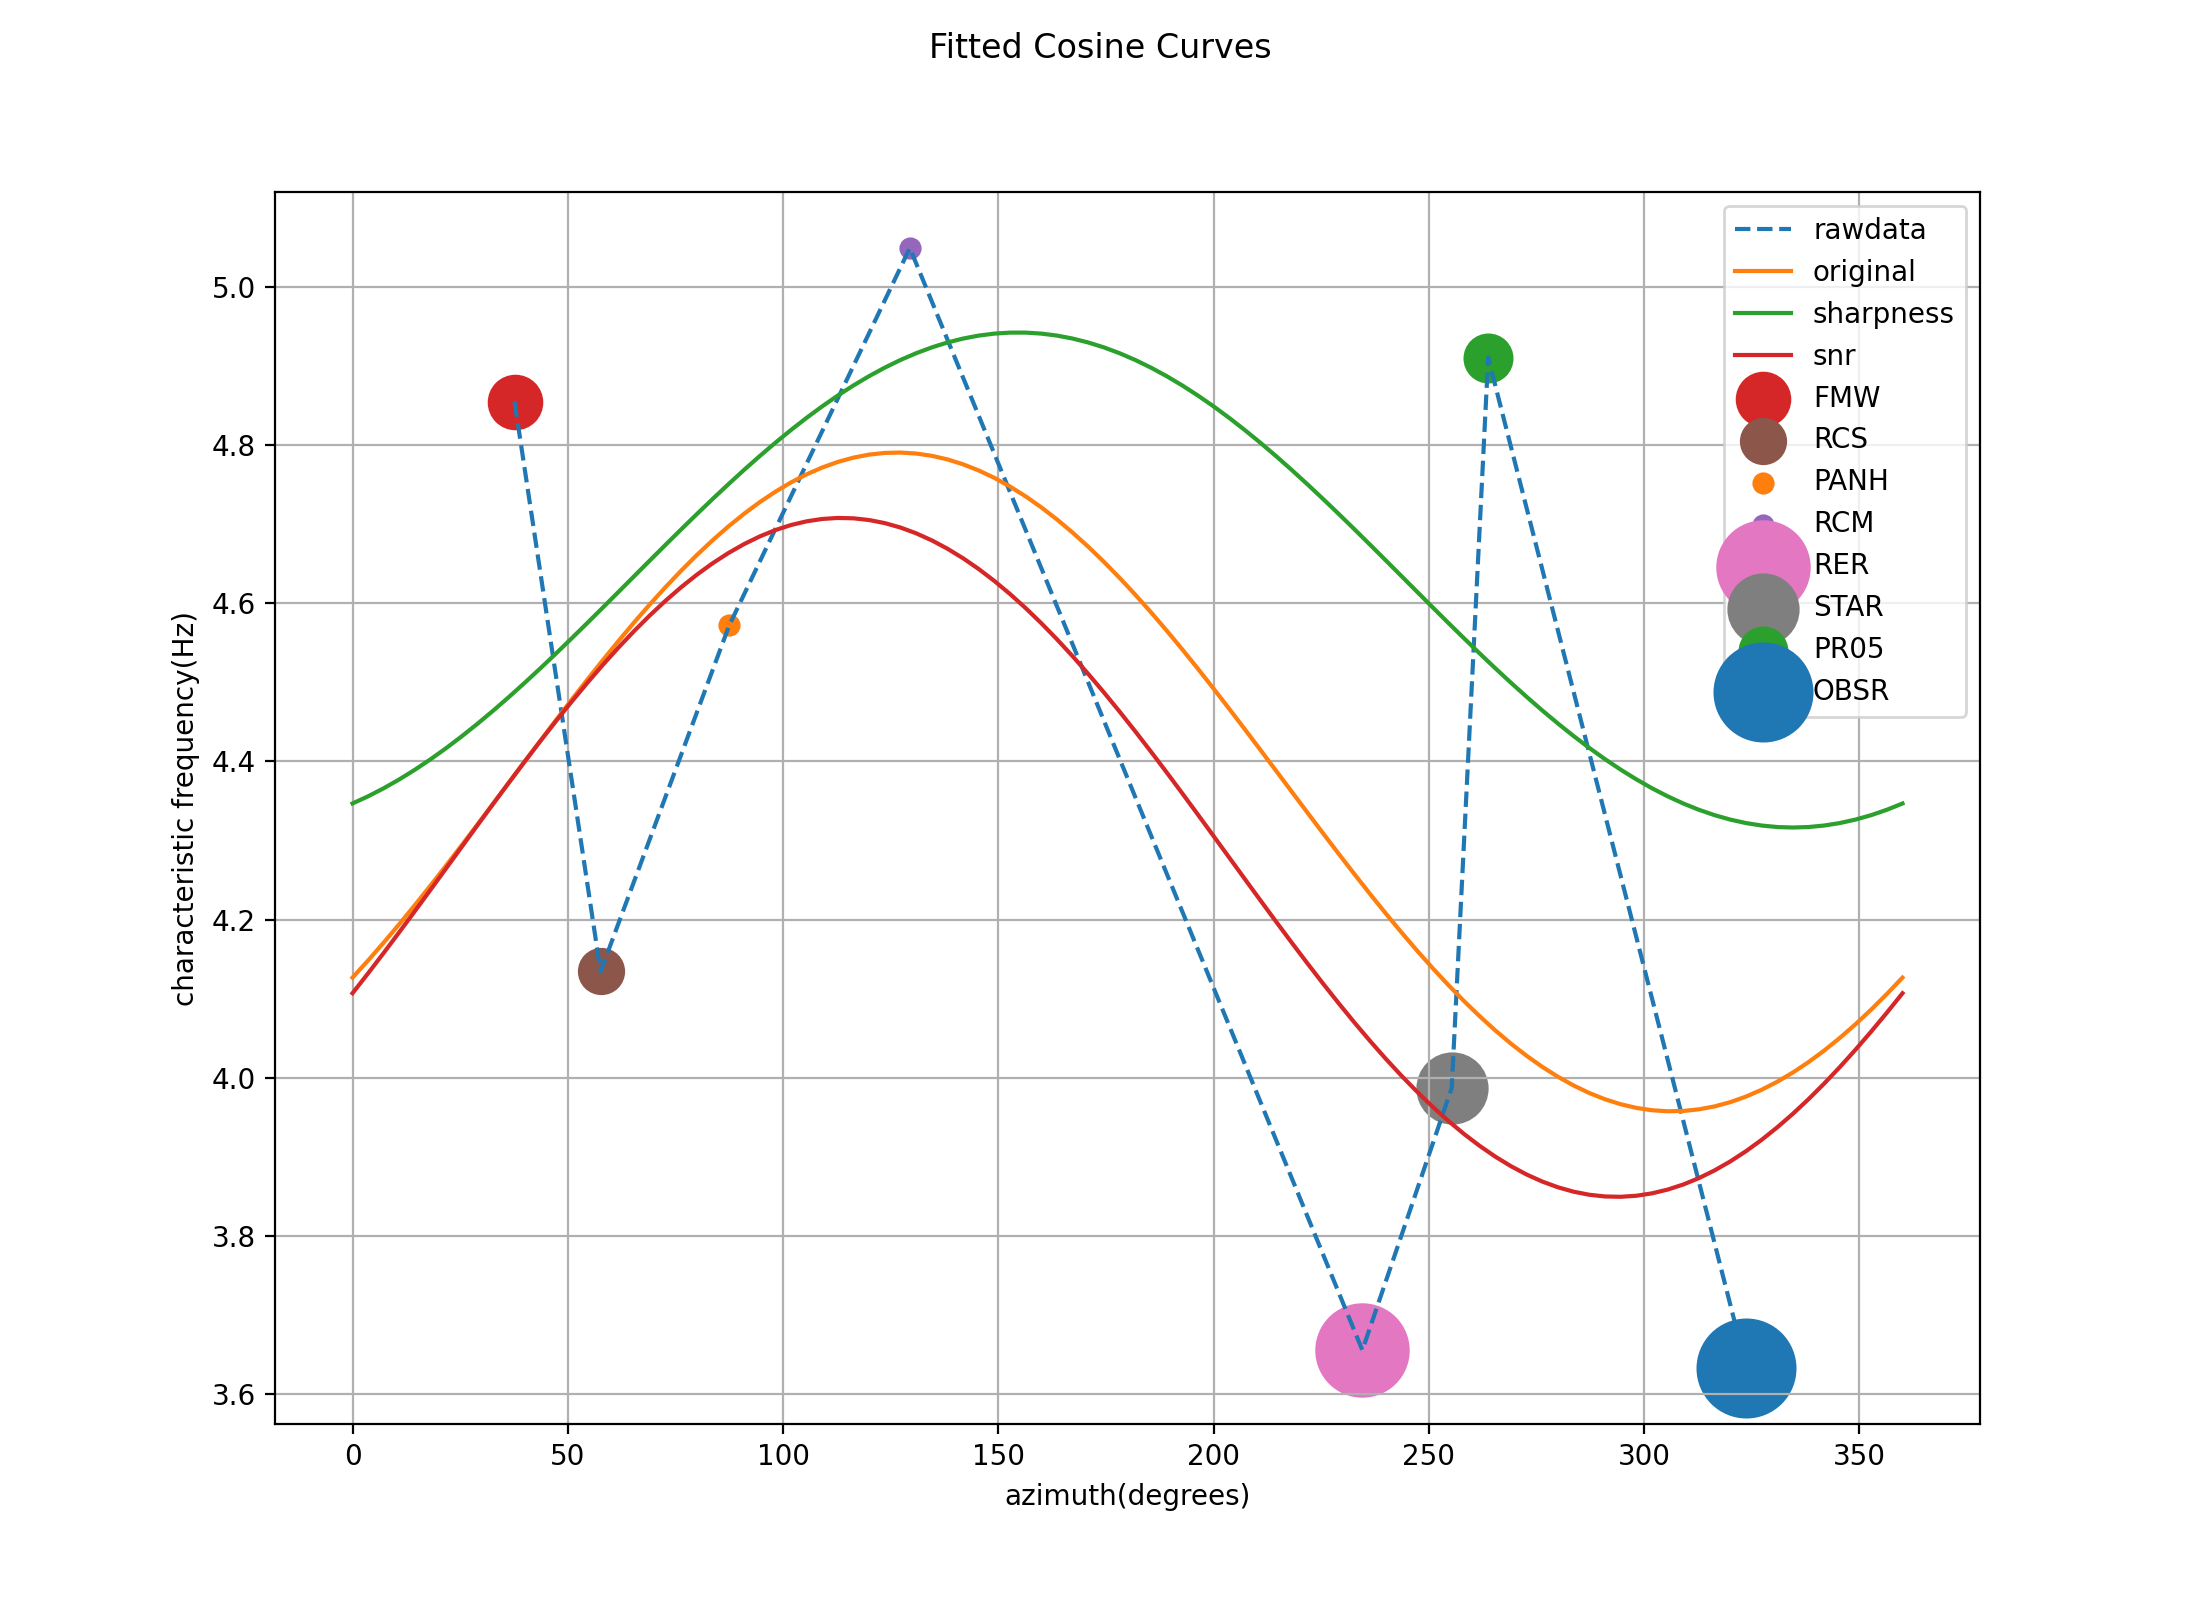 Fitted Cosine Curves
rawdata
original
sharpness
snr
FMW
RCS
PANH
RCM
RER
STAR
PR05
OBSR
5.0
4.8
4.6
4.4
4.2
4.0
3.8
3.6
characteristic frequency(Hz)
0 50 100 150 200 250 300 350
azimuth(degrees)